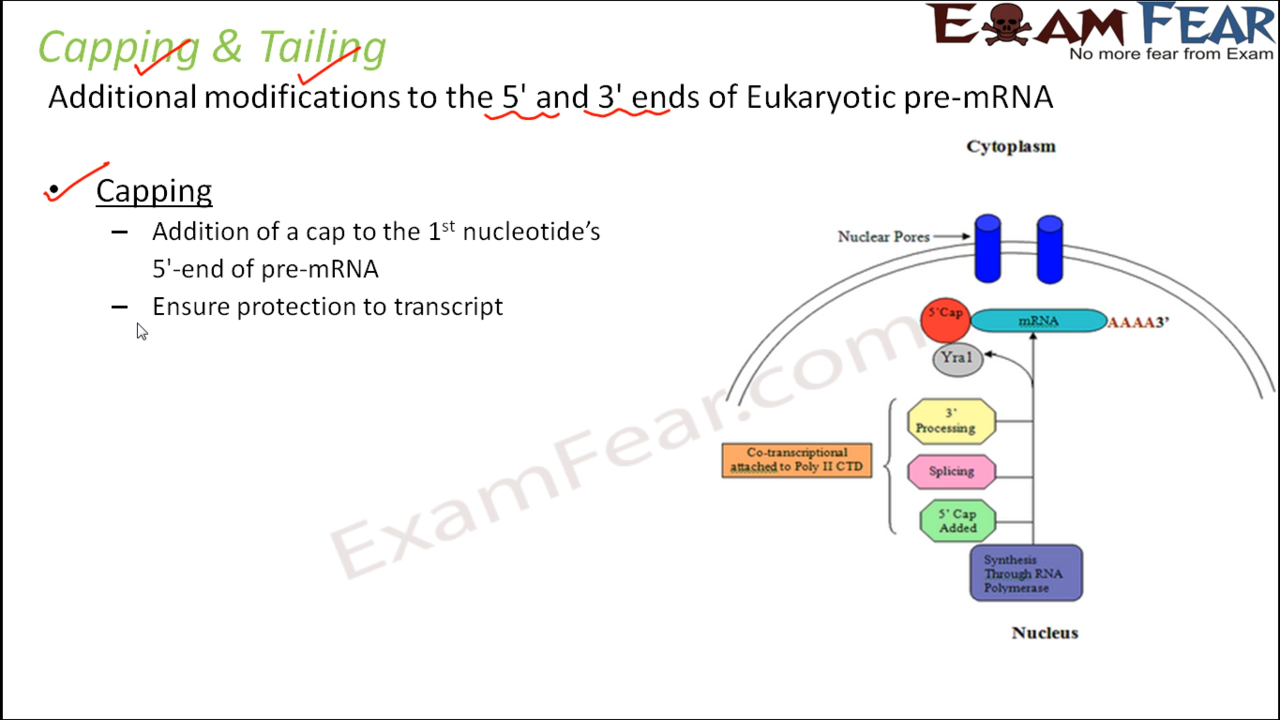 Capping & Tailing
EXAM FEAR
No more fear from Exam
Additional modifications to the 5' and 3' ends of Eukaryotic pre-mRNA
• Capping
– Addition of a cap to the 1st nucleotide’s
5'-end of pre-mRNA
– Ensure protection to transcript
Cytoplasm
Nuclear Pores
5'Cap
mRNA
AAAA3’
Yra1
3'
Processing
Co-transcriptional
attached to Poly II CTD
Splicing
5' Cap
Added
Synthesis
Through RNA
Polymerase
Nucleus
ExamFear.com